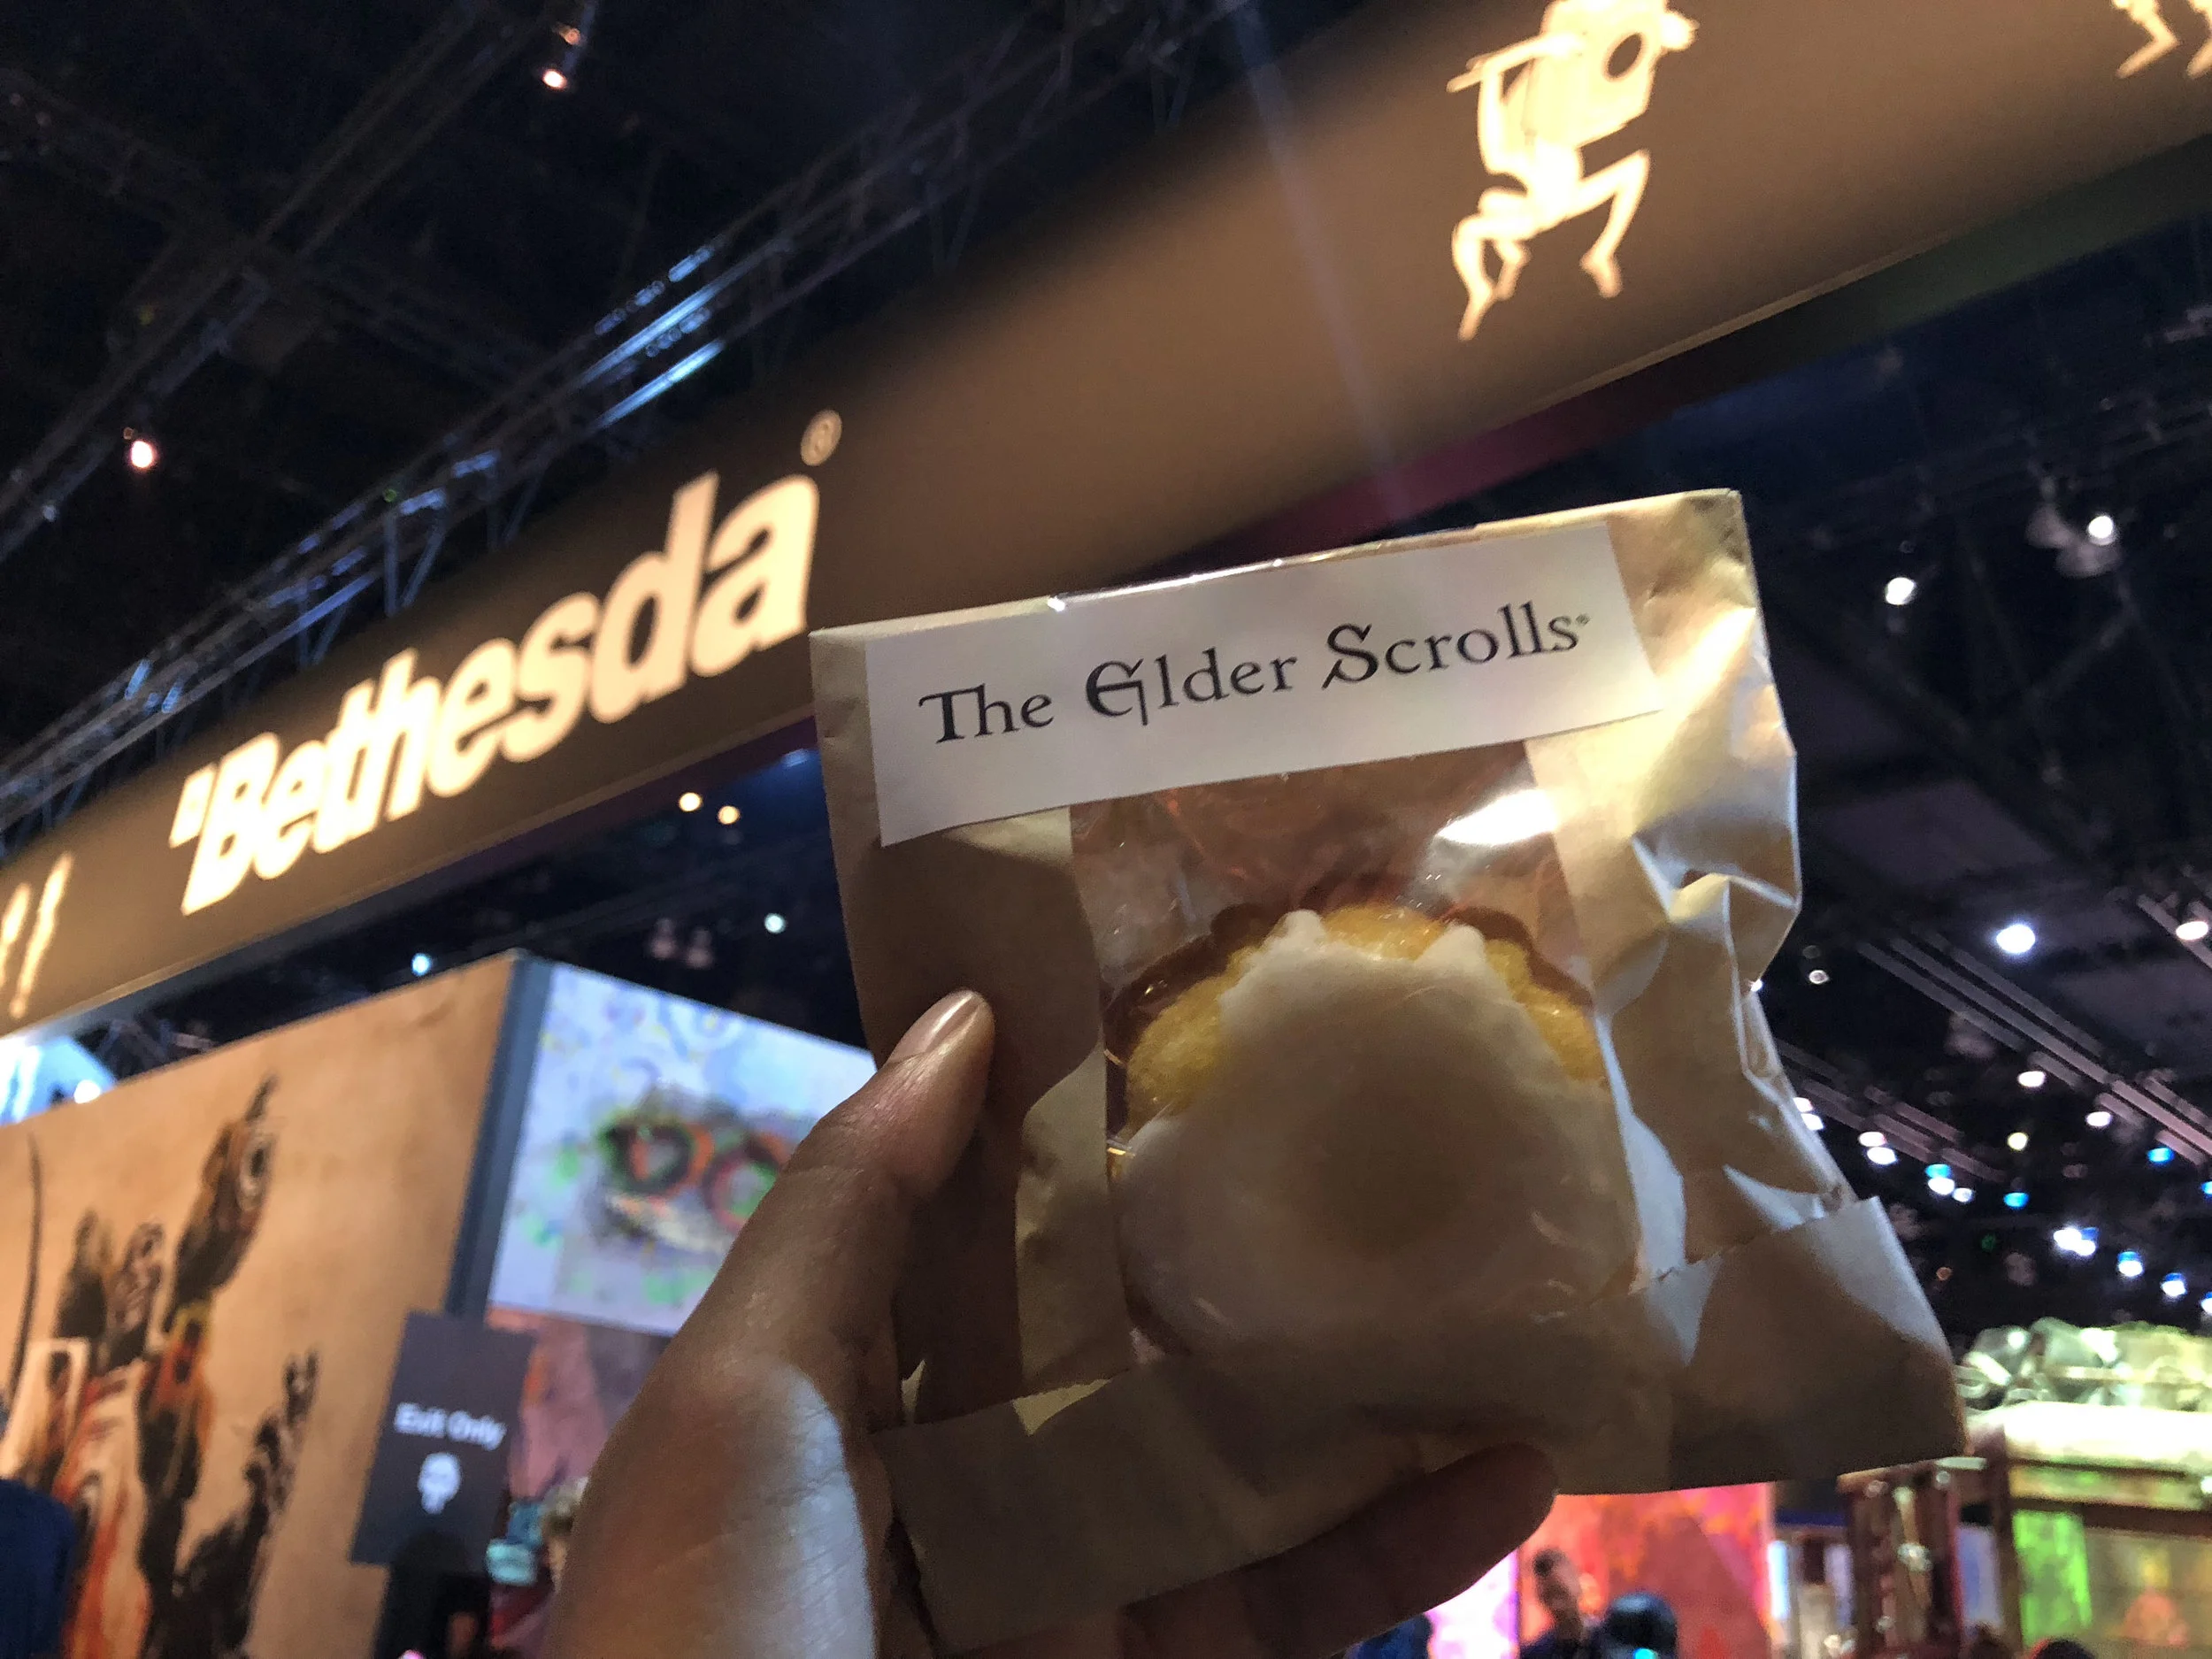 "Bethesda®
The Elder Scrolls®
Exit Only